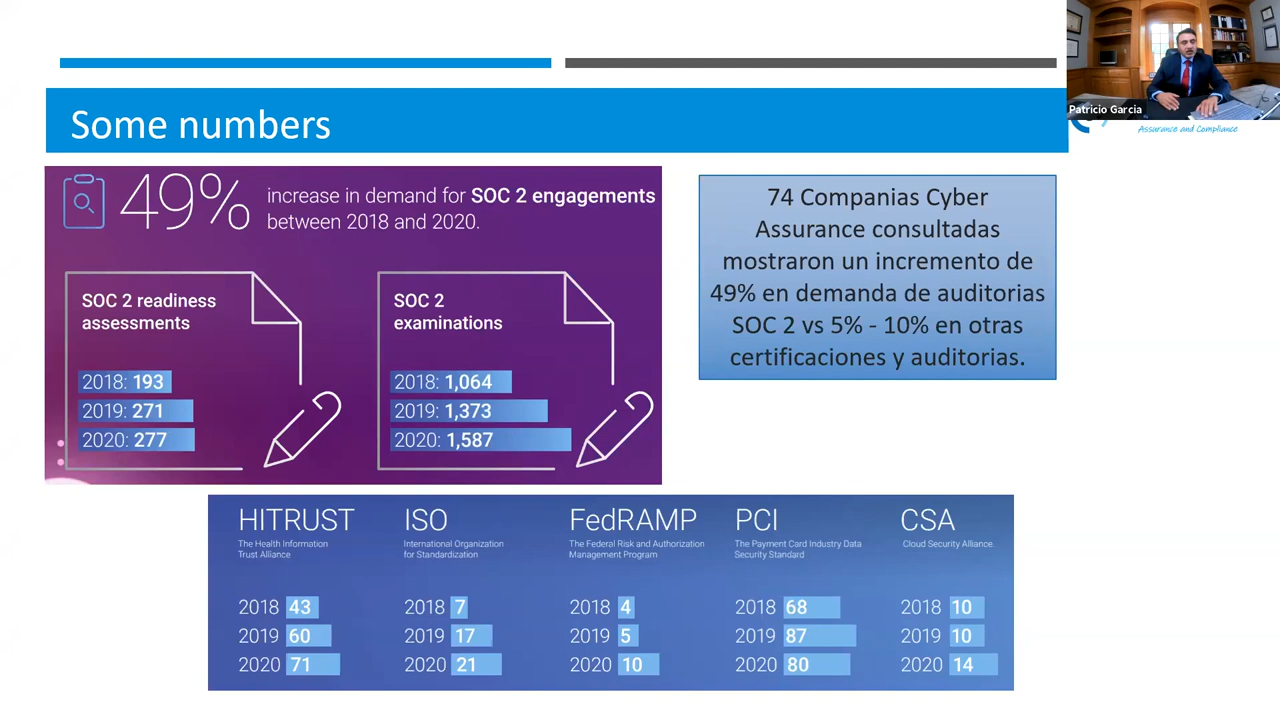 Some numbers
Patricio Garcia
Assurance and Compliance
49%
increase in demand for SOC 2 engagements
between 2018 and 2020.
SOC 2 readiness
assessments
2018: 193
2019: 271
2020: 277
SOC 2
examinations
2018: 1,064
2019: 1,373
2020: 1,587
74 Companias Cyber
Assurance consultadas
mostraron un incremento de
49% en demanda de auditorias
SOC 2 vs 5% - 10% en otras
certificaciones y auditorias.
HITRUST
The Health Information
Trust Alliance
2018 43
2019 60
2020 71
ISO
International Organization
for Standardization
2018 7
2019 17
2020 21
FedRAMP
The Federal Risk and Authorization
Management Program
2018 4
2019 5
2020 10
PCI
The Payment Card Industry Data
Security Standard
2018 68
2019 87
2020 80
CSA
Cloud Security Alliance.
2018 10
2019 10
2020 14